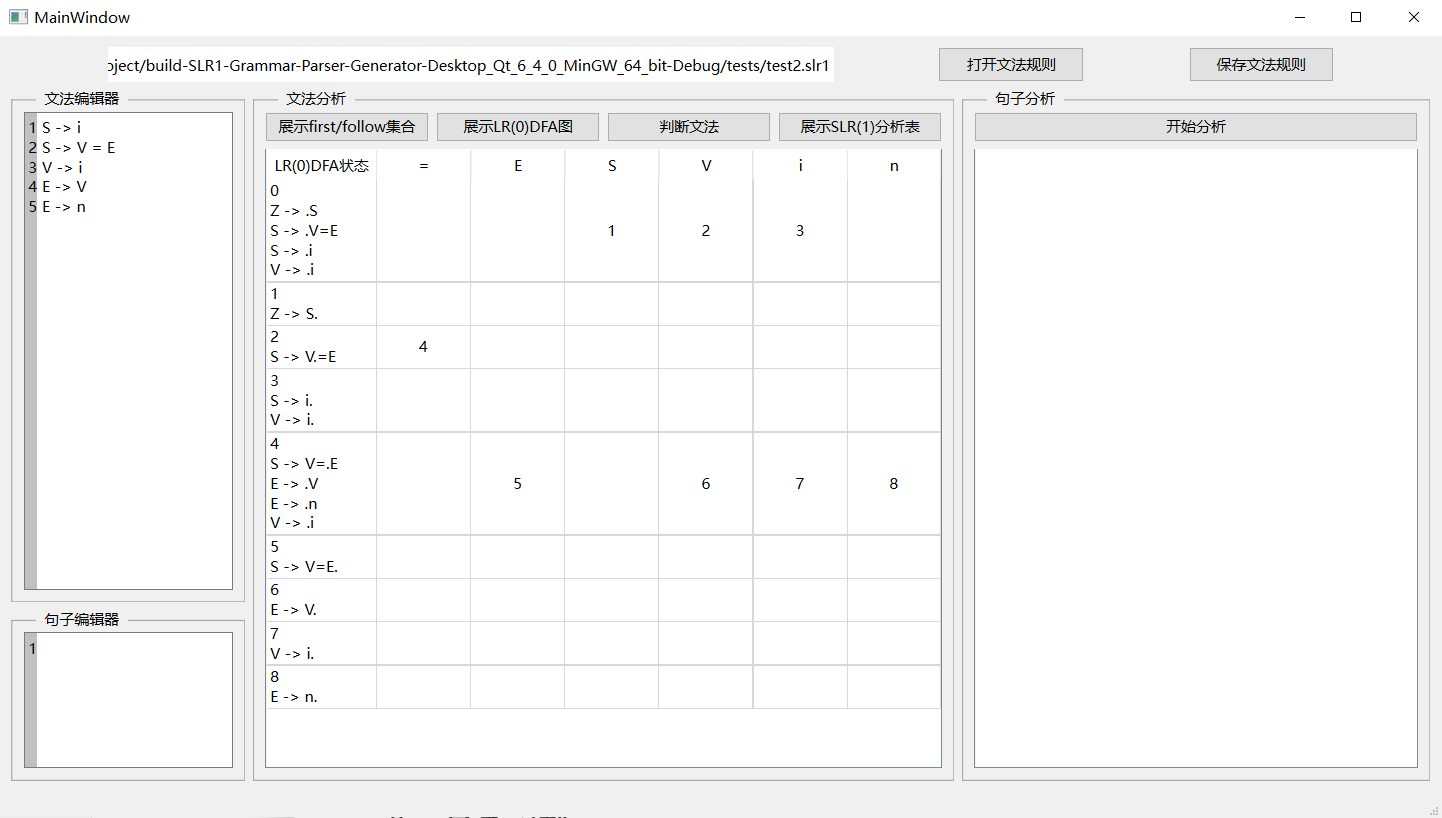 MainWindow
oject/build-SLR1-Grammar-Parser-Generator-Desktop_Qt_6_4_0_MinGW_64_bit-Debug/tests/test2.slr1
打开文法规则
保存文法规则
文法编辑器
1 S -> i
2 S -> V = E
3 V -> i
4 E -> V
5 E -> n
句子编辑器
1
文法分析
展示first/follow集合
展示LR(0)DFA图
判断文法
展示SLR(1)分析表
LR(0)DFA状态 = E S V i n
0
Z -> .S
S -> .V=E
1 2 3
S -> .i
V -> .i
1
Z -> S.
2
4
S -> V.=E
3
S -> i.
V -> i.
4
S -> V=.E
E -> .V
5 6 7 8
E -> .n
V -> .i
5
S -> V=E.
6
E -> V.
7
V -> i.
8
E -> n.
句子分析
开始分析